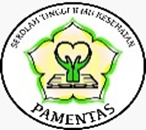 SEKOLAH TINGGI ILMU KESEHATAN
PAMENTAS